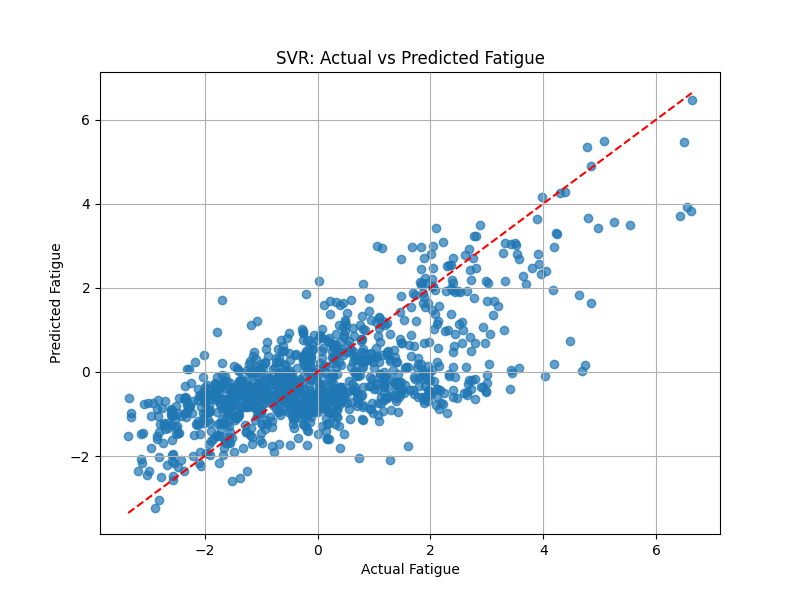 SVR: Actual vs Predicted Fatigue
6
4
2
0
−2
Predicted Fatigue
−2 0 2 4 6
Actual Fatigue